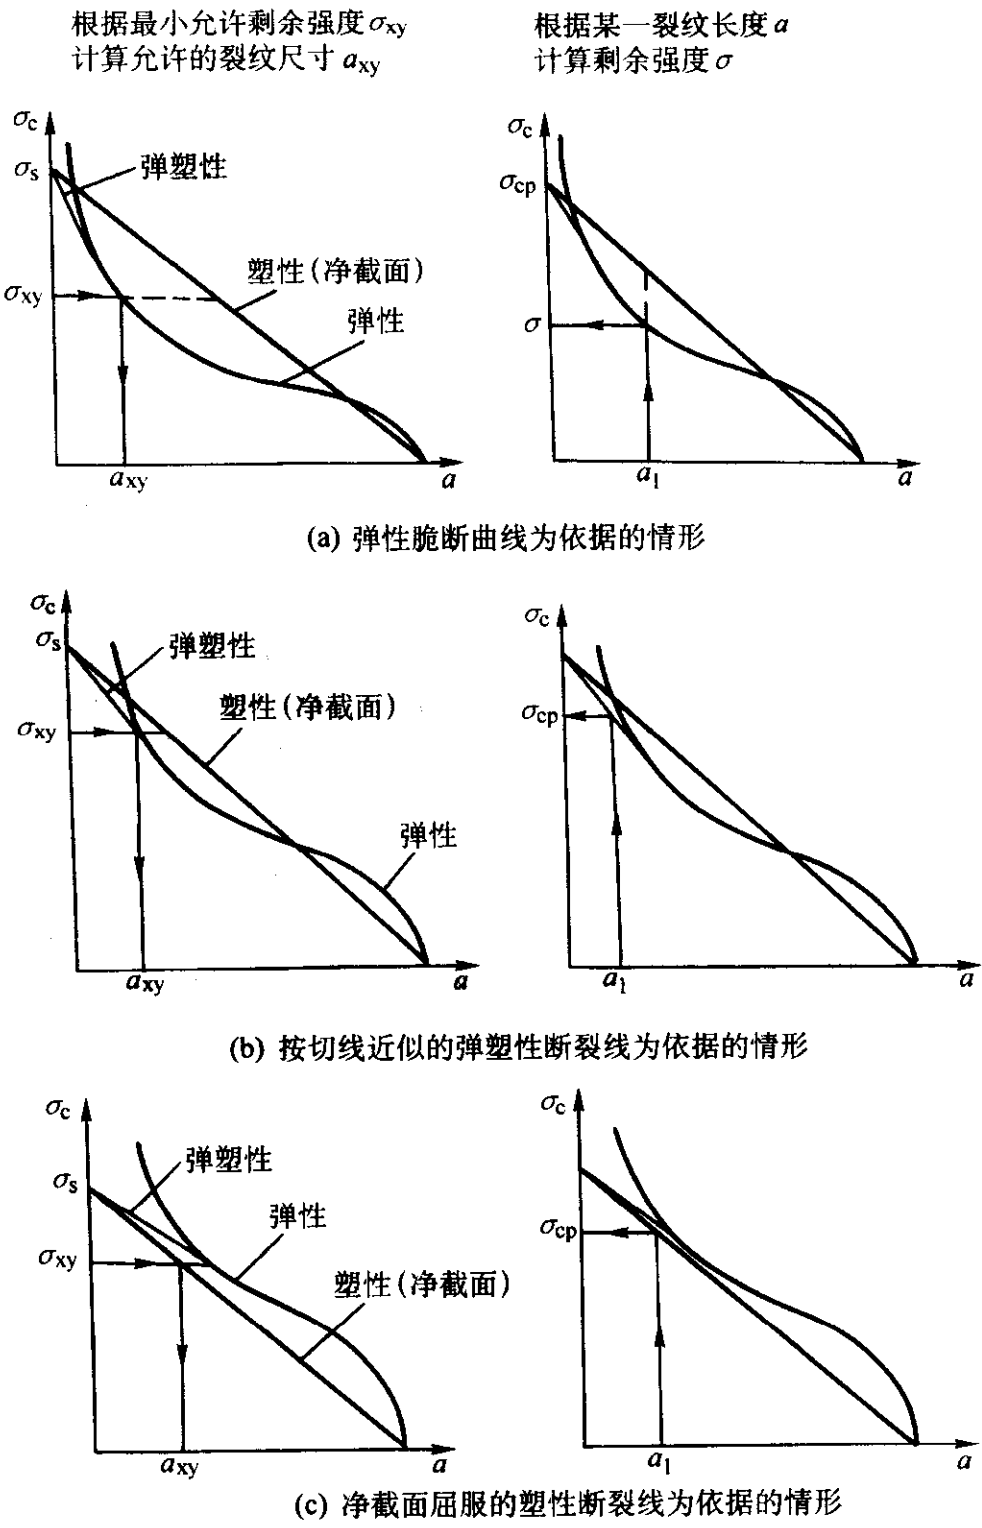 根据最小允许剩余强度σxy
计算允许的裂纹尺寸 axy
根据某一裂纹长度 a
计算剩余强度 σ
σc
σs
弹塑性
塑性(净截面)
σxy
弹性
axy
a
σc
σcp
σ
a1
a
(a) 弹性脆断曲线为依据的情形
σc
σs
弹塑性
塑性(净截面)
σxy
弹性
axy
a
σc
σcp
a1
a
(b) 按切线近似的弹塑性断裂线为依据的情形
σc
σs
弹塑性
弹性
σxy
塑性(净截面)
axy
a
σc
σcp
a1
a
(c) 净截面屈服的塑性断裂线为依据的情形